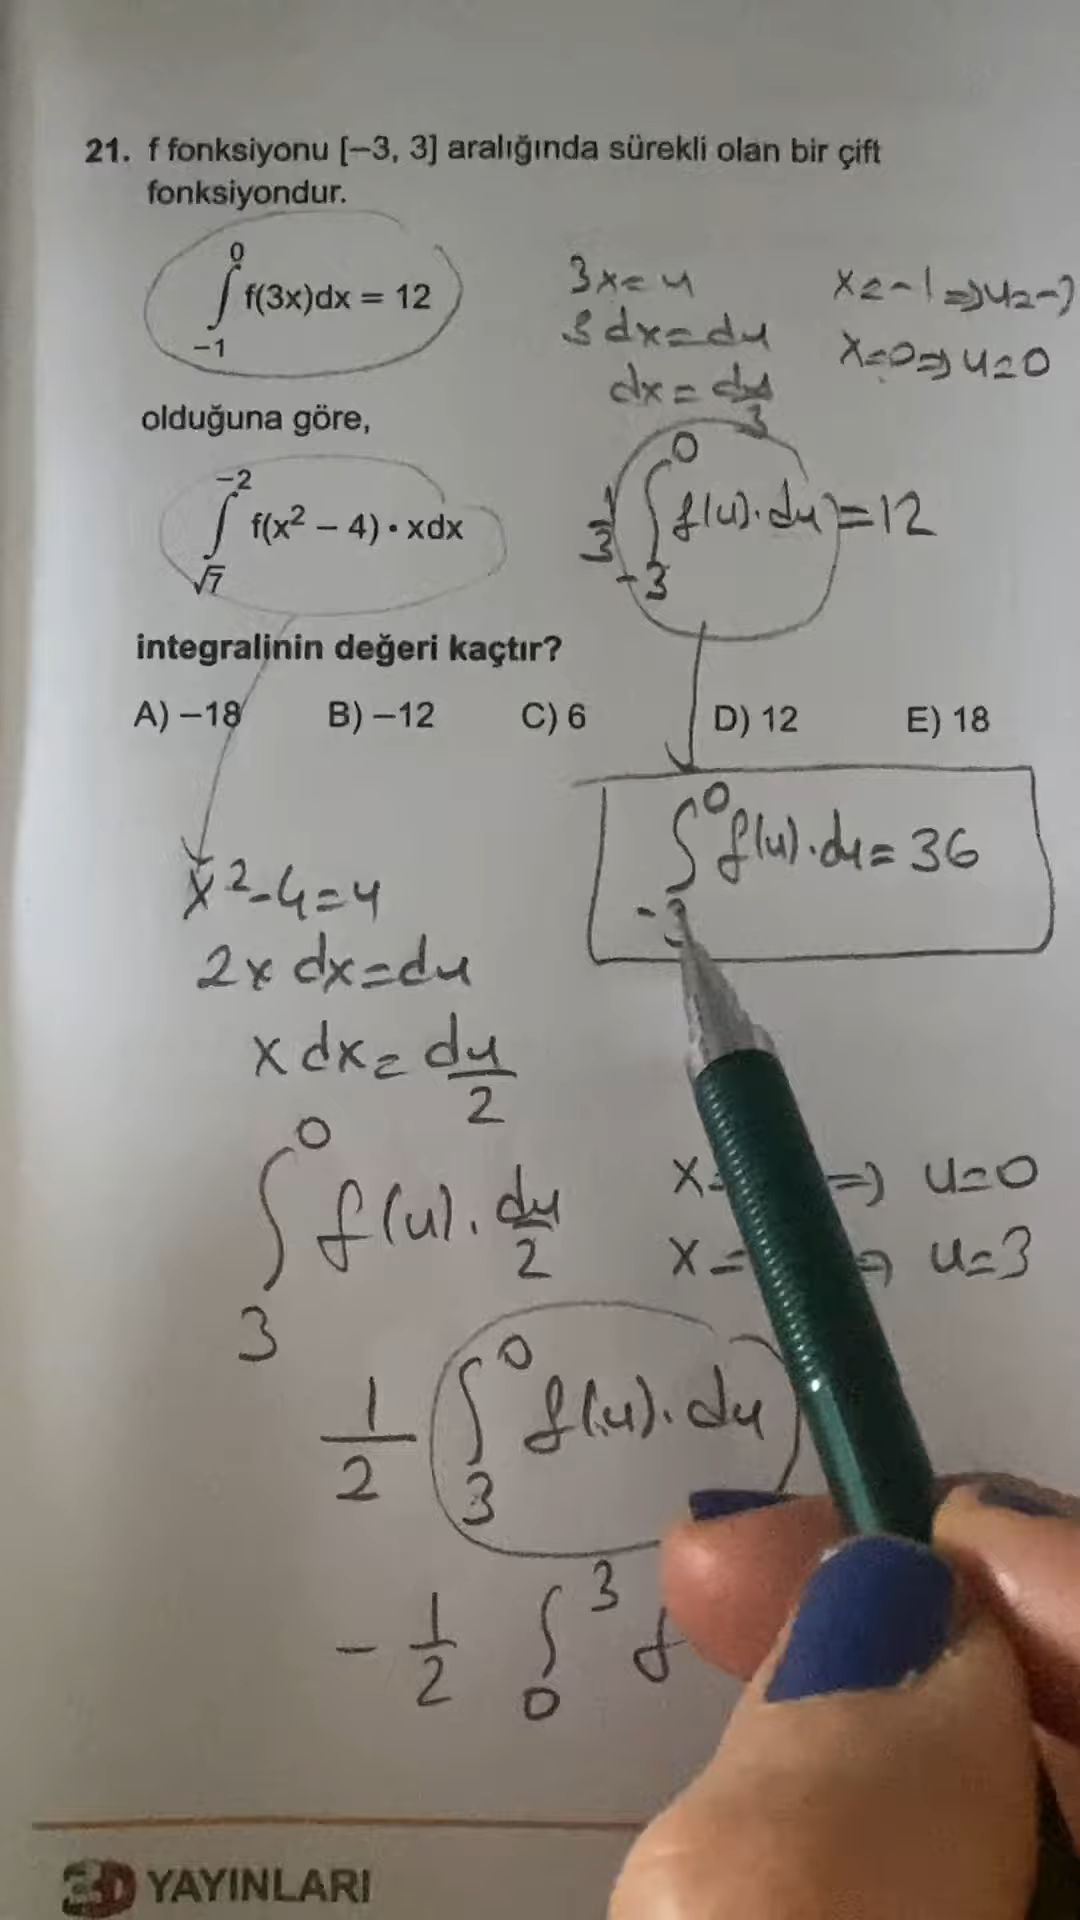 21. f fonksiyonu [−3, 3] aralığında sürekli olan bir çift
fonksiyondur.
0
∫ f(3x)dx = 12
−1
3x=u
3dx=du
dx=du/3
x=-1⇒u=-3
x=0⇒u=0
olduğuna göre,
−2
∫ f(x² − 4) • xdx
√7
0
1/3 ∫ f(u).du=12
-3
integralinin değeri kaçtır?
A) −18 B) −12 C) 6 D) 12 E) 18
0
∫ f(u).du=36
-3
x²-4=u
2x dx=du
x dx=du/2
0
∫ f(u).du/2
3
x= ⇒ u=0
x= ⇒ u=3
0
1/2 ∫ f(u).du
3
3
-1/2 ∫ f
0
3D YAYINLARI